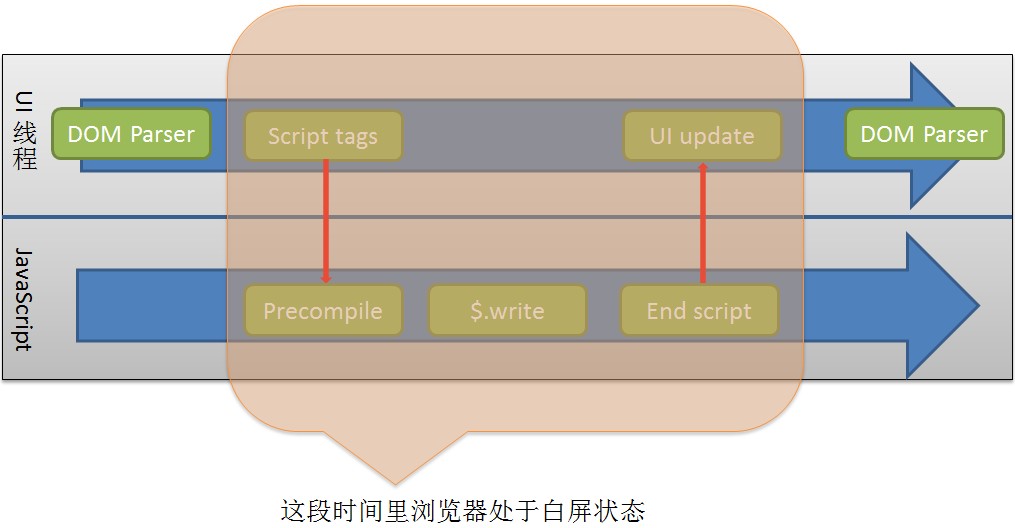 UI 线程
DOM Parser
Script tags
UI update
DOM Parser
JavaScript
Precompile
$.write
End script
这段时间里浏览器处于白屏状态